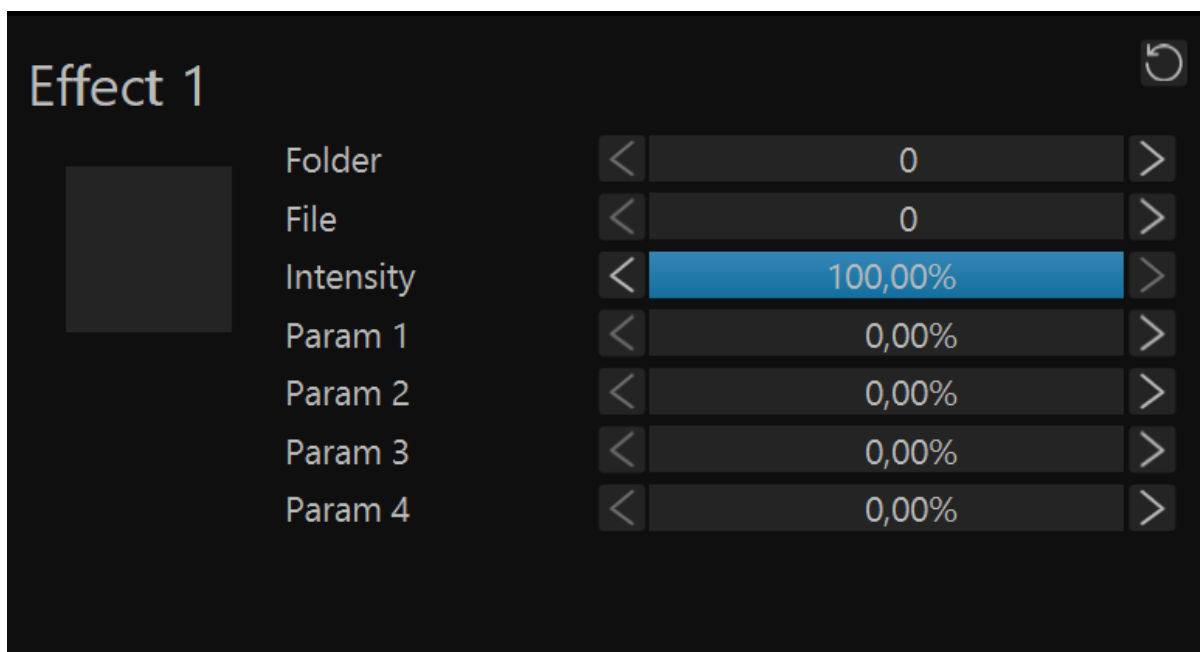 Effect 1
Folder 0
File 0
Intensity 100,00%
Param 1 0,00%
Param 2 0,00%
Param 3 0,00%
Param 4 0,00%